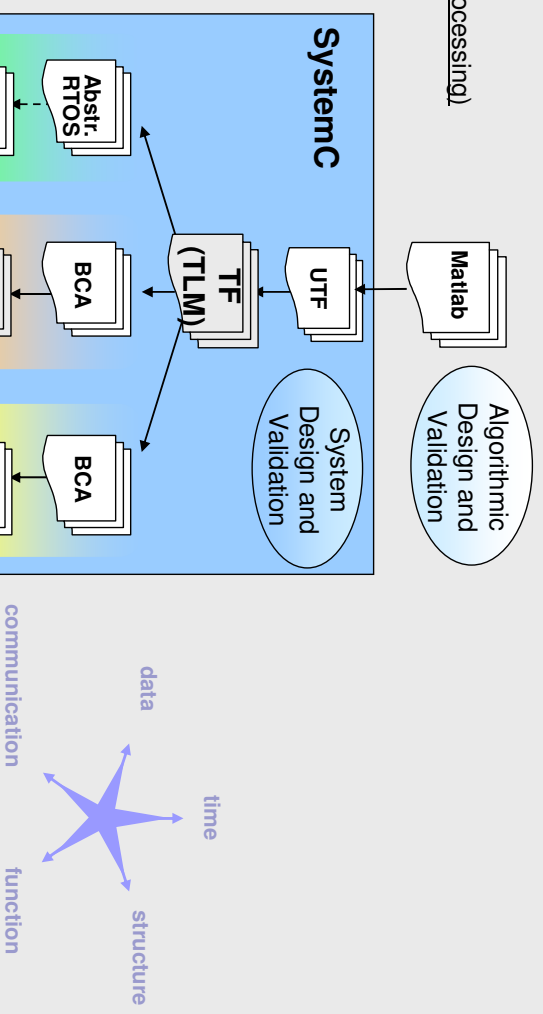 ocessing)
Matlab
Algorithmic
Design and
Validation
SystemC
UTF
System
Design and
Validation
TF
(TLM)
Abstr.
RTOS
BCA
BCA
time
data
structure
communication
function